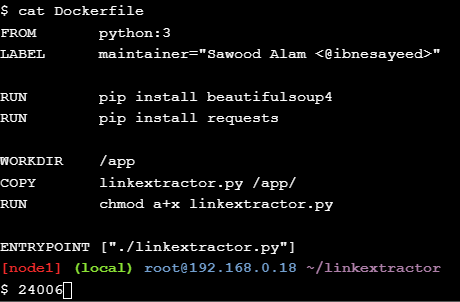 $ cat Dockerfile
FROM python:3
LABEL maintainer="Sawood Alam <@ibnesayeed>"
RUN pip install beautifulsoup4
RUN pip install requests
WORKDIR /app
COPY linkextractor.py /app/
RUN chmod a+x linkextractor.py
ENTRYPOINT ["./linkextractor.py"]
[node1] (local) root@192.168.0.18 ~/linkextractor
$ 24006